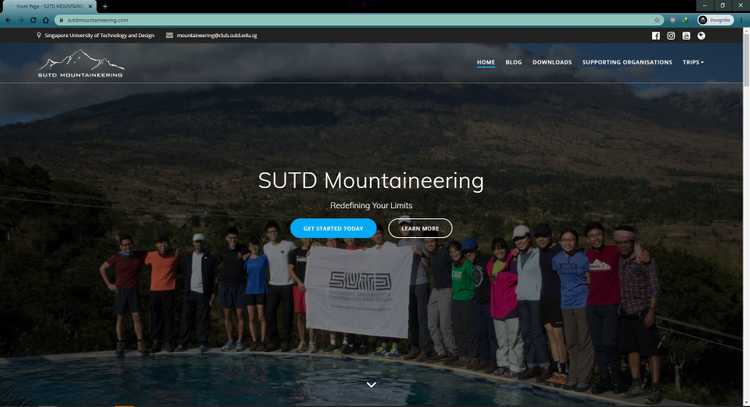 Front Page - SUTD MOUNTAINEERING
sutdmountaineering.com
Incognito
Singapore University of Technology and Design
mountaineering@club.sutd.edu.sg
SUTD MOUNTAINEERING
HOME
BLOG
DOWNLOADS
SUPPORTING ORGANISATIONS
TRIPS
SUTD Mountaineering
Redefining Your Limits
GET STARTED TODAY
LEARN MORE
SUTD
SINGAPORE UNIVERSITY OF
TECHNOLOGY AND DESIGN